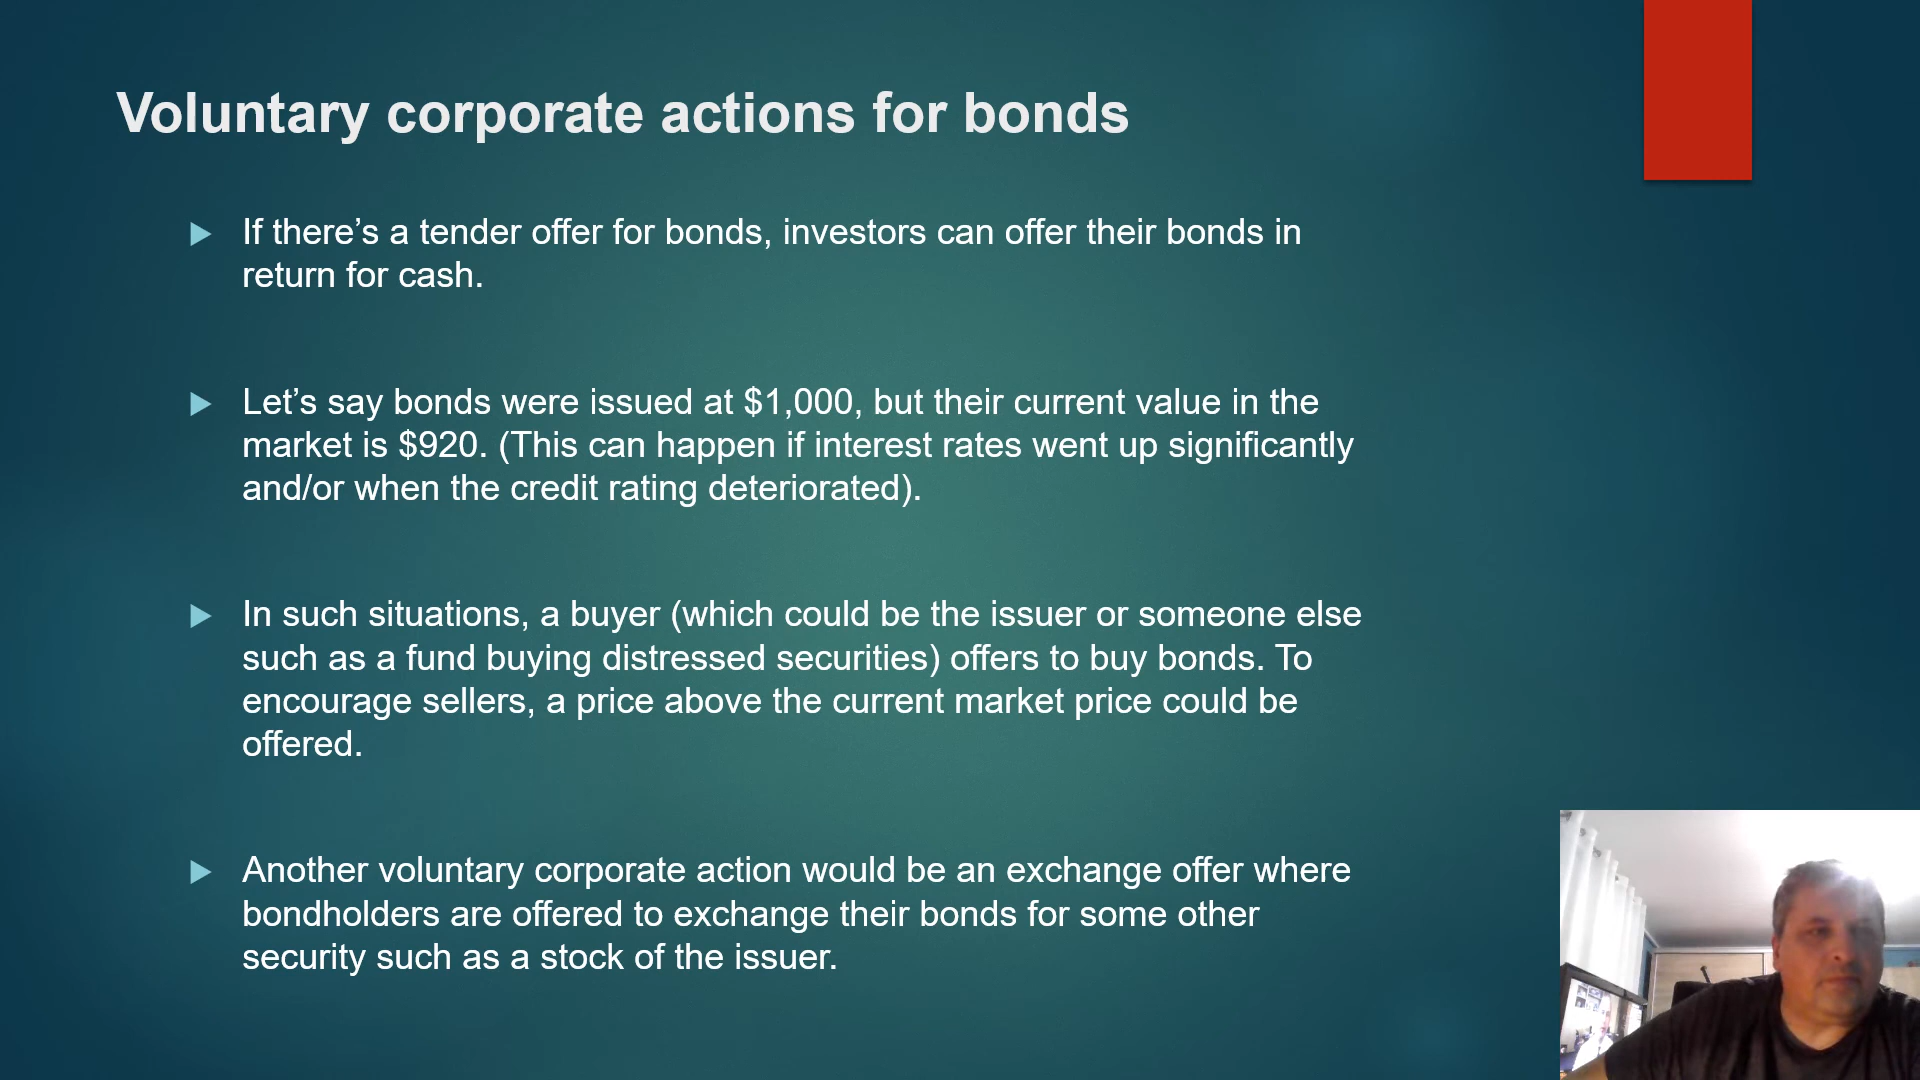 Voluntary corporate actions for bonds
If there’s a tender offer for bonds, investors can offer their bonds in
return for cash.
Let’s say bonds were issued at $1,000, but their current value in the
market is $920. (This can happen if interest rates went up significantly
and/or when the credit rating deteriorated).
In such situations, a buyer (which could be the issuer or someone else
such as a fund buying distressed securities) offers to buy bonds. To
encourage sellers, a price above the current market price could be
offered.
Another voluntary corporate action would be an exchange offer where
bondholders are offered to exchange their bonds for some other
security such as a stock of the issuer.